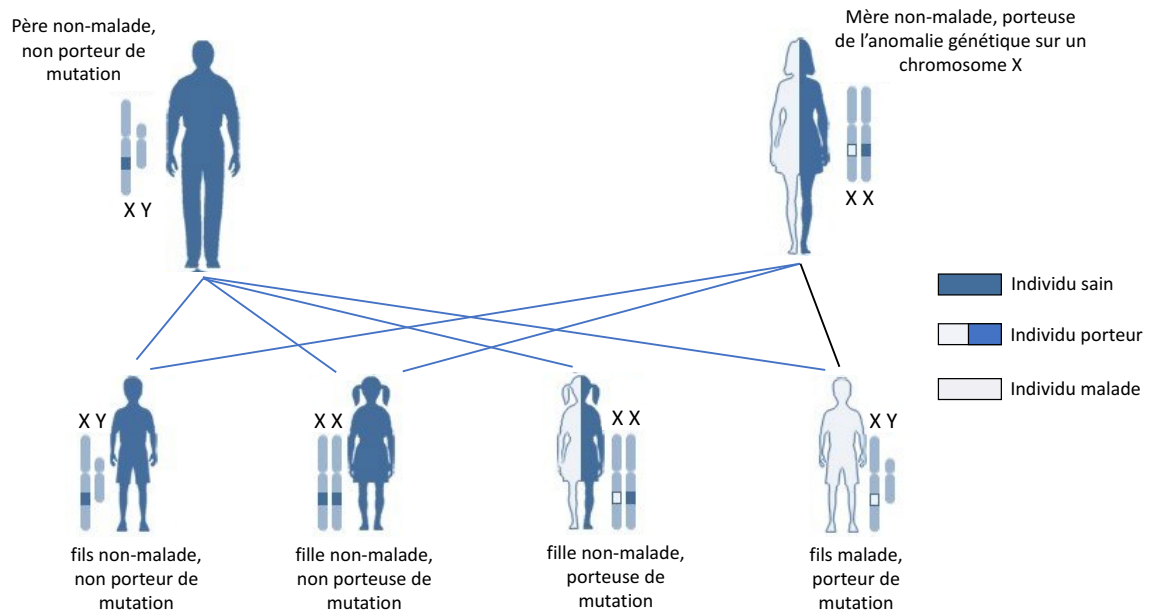 Père non-malade,
non porteur de
mutation
X Y
Mère non-malade, porteuse
de l'anomalie génétique sur un
chromosome X
X X
Individu sain
Individu porteur
Individu malade
X Y
fils non-malade,
non porteur de
mutation
X X
fille non-malade,
non porteuse de
mutation
X X
fille non-malade,
porteuse de
mutation
X Y
fils malade,
porteur de
mutation